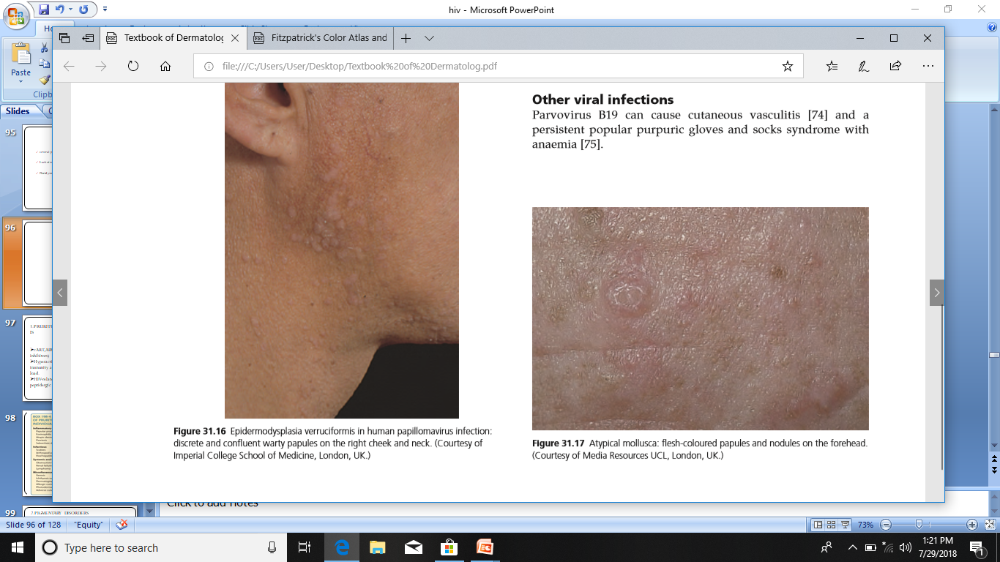 hiv - Microsoft PowerPoint
Textbook of Dermatolog
Fitzpatrick's Color Atlas and
file:///C:/Users/User/Desktop/Textbook%20of%20Dermatolog.pdf
Paste
Slides
95
96
97
98
99
Other viral infections
Parvovirus B19 can cause cutaneous vasculitis [74] and a
persistent popular purpuric gloves and socks syndrome with
anaemia [75].
Figure 31.16 Epidermodysplasia verruciformis in human papillomavirus infection:
discrete and confluent warty papules on the right cheek and neck. (Courtesy of
Imperial College School of Medicine, London, UK.)
Figure 31.17 Atypical mollusca: flesh-coloured papules and nodules on the forehead.
(Courtesy of Media Resources UCL, London, UK.)
7.PIGMENTARY DISORDERS
Click to add notes
Slide 96 of 128
"Equity"
73%
Type here to search
1:21 PM
7/29/2018
1